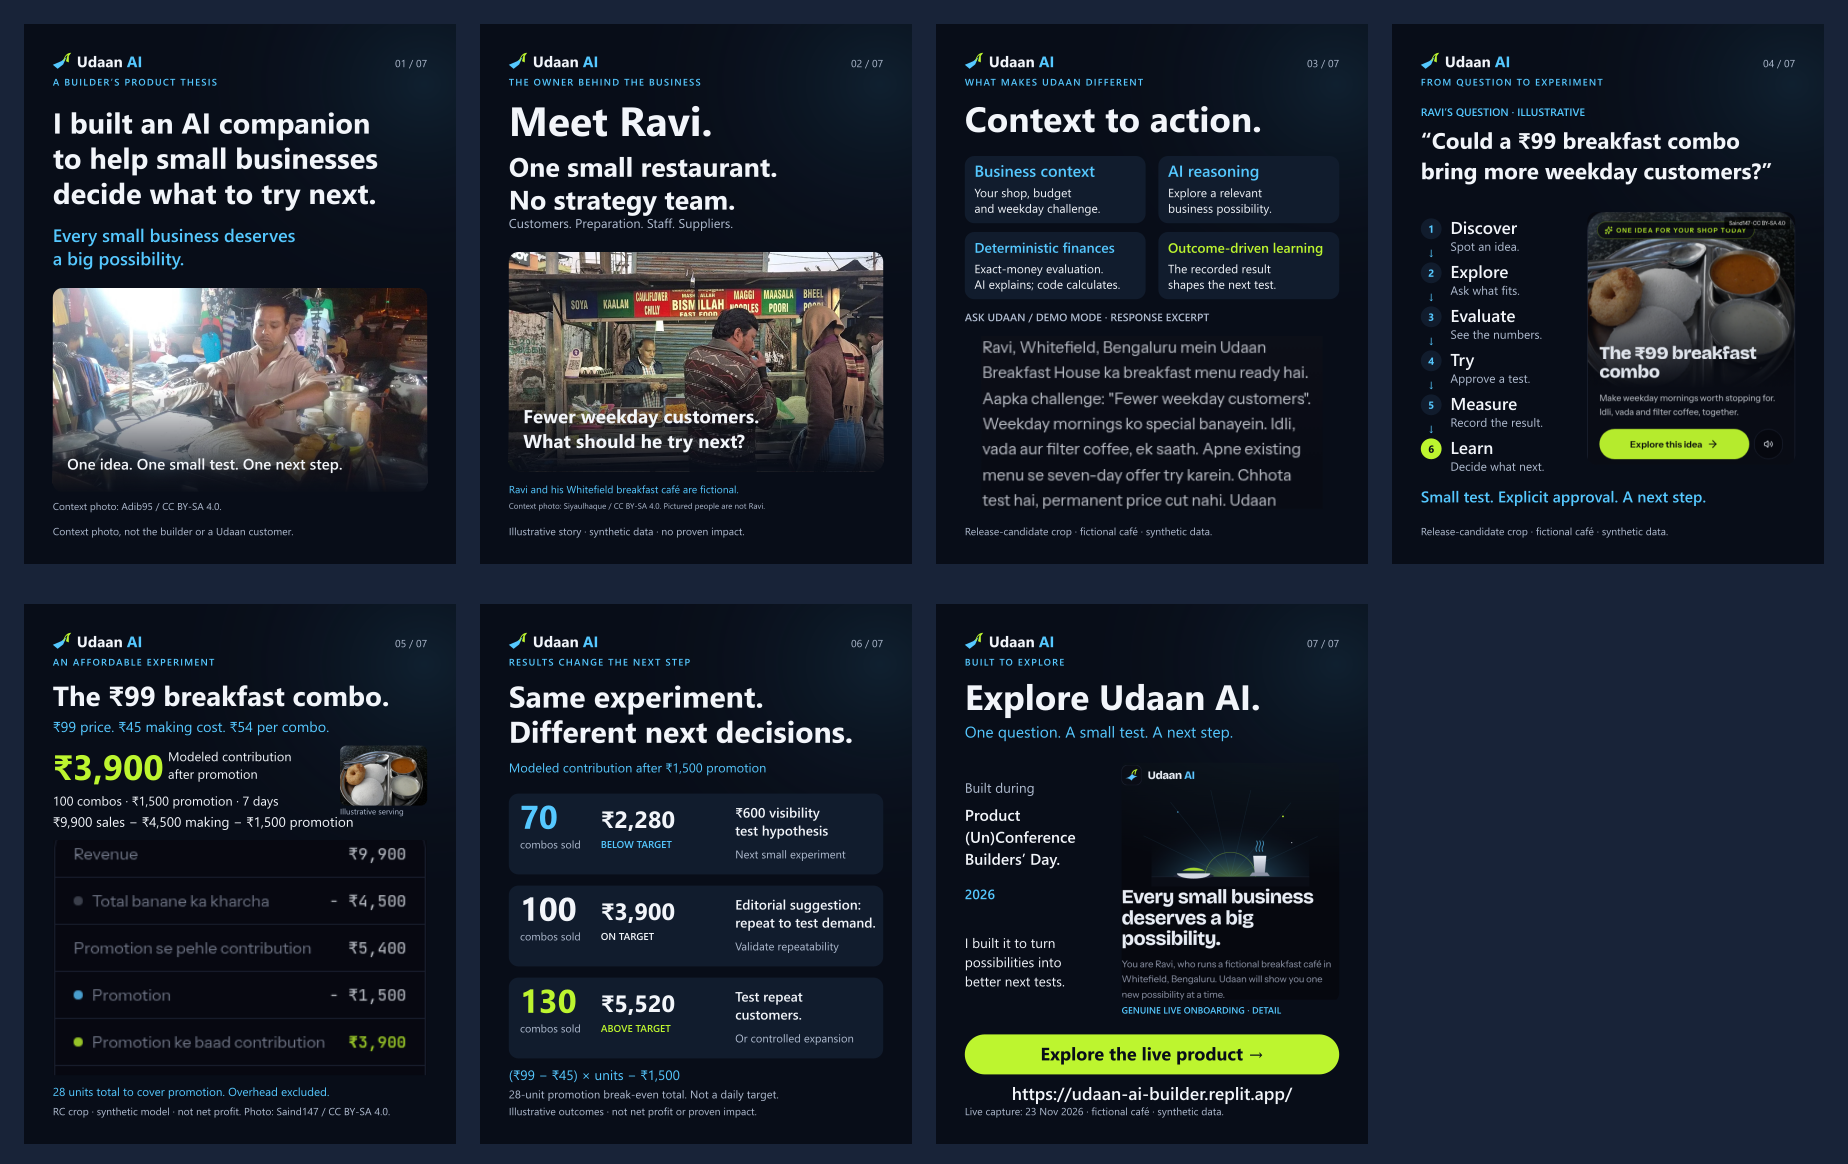 Udaan AI
01 / 07
A BUILDER'S PRODUCT THESIS
I built an AI companion
to help small businesses
decide what to try next.
Every small business deserves
a big possibility.
One idea. One small test. One next step.
Context photo: Adib95 / CC BY-SA 4.0.
Context photo, not the builder or a Udaan customer.
Udaan AI
02 / 07
THE OWNER BEHIND THE BUSINESS
Meet Ravi.
One small restaurant.
No strategy team.
Customers. Preparation. Staff. Suppliers.
SOYA
KAALAN
CAULIFLOWER
CHILLY
BISMILLAH
FAST FOOD
MAGGI
NOODLES
MAASALA
POORI
BHEEL
POORI
Fewer weekday customers.
What should he try next?
Ravi and his Whitefield breakfast café are fictional.
Context photo: Siyaulhaque / CC BY-SA 4.0. Pictured people are not Ravi.
Illustrative story · synthetic data · no proven impact.
Udaan AI
03 / 07
WHAT MAKES UDAAN DIFFERENT
Context to action.
Business context
Your shop, budget
and weekday challenge.
AI reasoning
Explore a relevant
business possibility.
Deterministic finances
Exact-money evaluation.
AI explains; code calculates.
Outcome-driven learning
The recorded result
shapes the next test.
ASK UDAAN / DEMO MODE · RESPONSE EXCERPT
Ravi, Whitefield, Bengaluru mein Udaan
Breakfast House ka breakfast menu ready hai.
Aapka challenge: "Fewer weekday customers".
Weekday mornings ko special banayein. Idli,
vada aur filter coffee, ek saath. Apne existing
menu se seven-day offer try karein. Chhota
test hai, permanent price cut nahi. Udaan
Release-candidate crop · fictional café · synthetic data.
Udaan AI
04 / 07
FROM QUESTION TO EXPERIMENT
RAVI'S QUESTION · ILLUSTRATIVE
“Could a ₹99 breakfast combo
bring more weekday customers?”
1 Discover
Spot an idea.
↓
2 Explore
Ask what fits.
↓
3 Evaluate
See the numbers.
↓
4 Try
Approve a test.
↓
5 Measure
Record the result.
↓
6 Learn
Decide what next.
Saind147·CC BY-SA 4.0
ONE IDEA FOR YOUR SHOP TODAY
The ₹99 breakfast
combo
Make weekday mornings worth stopping for.
Idli, vada and filter coffee, together.
Explore this idea →
Small test. Explicit approval. A next step.
Release-candidate crop · fictional café · synthetic data.
Udaan AI
05 / 07
AN AFFORDABLE EXPERIMENT
The ₹99 breakfast combo.
₹99 price. ₹45 making cost. ₹54 per combo.
₹3,900 Modeled contribution
after promotion
Illustrative serving
100 combos · ₹1,500 promotion · 7 days
₹9,900 sales − ₹4,500 making − ₹1,500 promotion
Revenue ₹9,900
Total banane ka kharcha - ₹4,500
Promotion se pehle contribution ₹5,400
Promotion - ₹1,500
Promotion ke baad contribution ₹3,900
28 units total to cover promotion. Overhead excluded.
RC crop · synthetic model · not net profit. Photo: Saind147 / CC BY-SA 4.0.
Udaan AI
06 / 07
RESULTS CHANGE THE NEXT STEP
Same experiment.
Different next decisions.
Modeled contribution after ₹1,500 promotion
70
combos sold
₹2,280
BELOW TARGET
₹600 visibility
test hypothesis
Next small experiment
100
combos sold
₹3,900
ON TARGET
Editorial suggestion:
repeat to test demand.
Validate repeatability
130
combos sold
₹5,520
ABOVE TARGET
Test repeat
customers.
Or controlled expansion
(₹99 − ₹45) × units − ₹1,500
28-unit promotion break-even total. Not a daily target.
Illustrative outcomes · not net profit or proven impact.
Udaan AI
07 / 07
BUILT TO EXPLORE
Explore Udaan AI.
One question. A small test. A next step.
Built during
Product
(Un)Conference
Builders' Day.
2026
I built it to turn
possibilities into
better next tests.
Udaan AI
Every small business
deserves a big
possibility.
You are Ravi, who runs a fictional breakfast café in
Whitefield, Bengaluru. Udaan will show you one
new possibility at a time.
GENUINE LIVE ONBOARDING · DETAIL
Explore the live product →
https://udaan-ai-builder.replit.app/
Live capture: 23 Nov 2026 · fictional café · synthetic data.